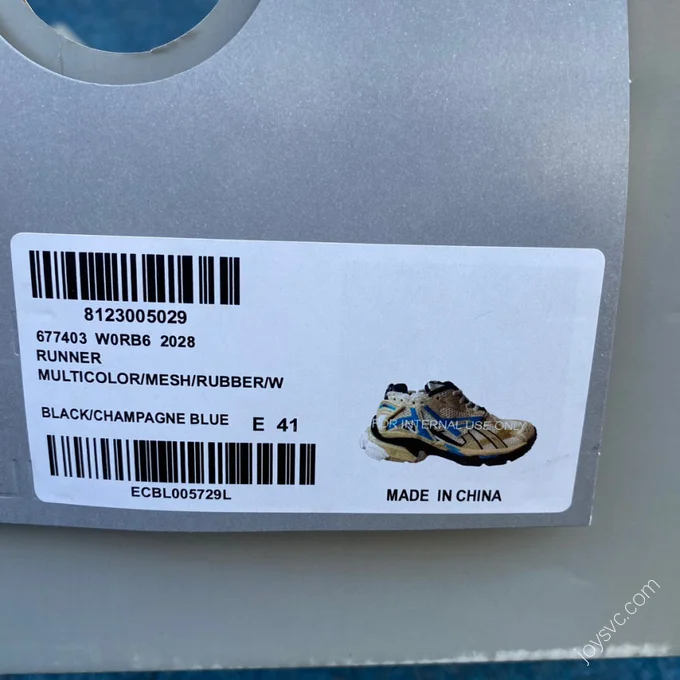 8123005029
677403 W0RB6 2028
RUNNER
MULTICOLOR/MESH/RUBBER/W
BLACK/CHAMPAGNE BLUE E 41
ECBL005729L
FOR INTERNAL USE ONLY
MADE IN CHINA
joysvc.com